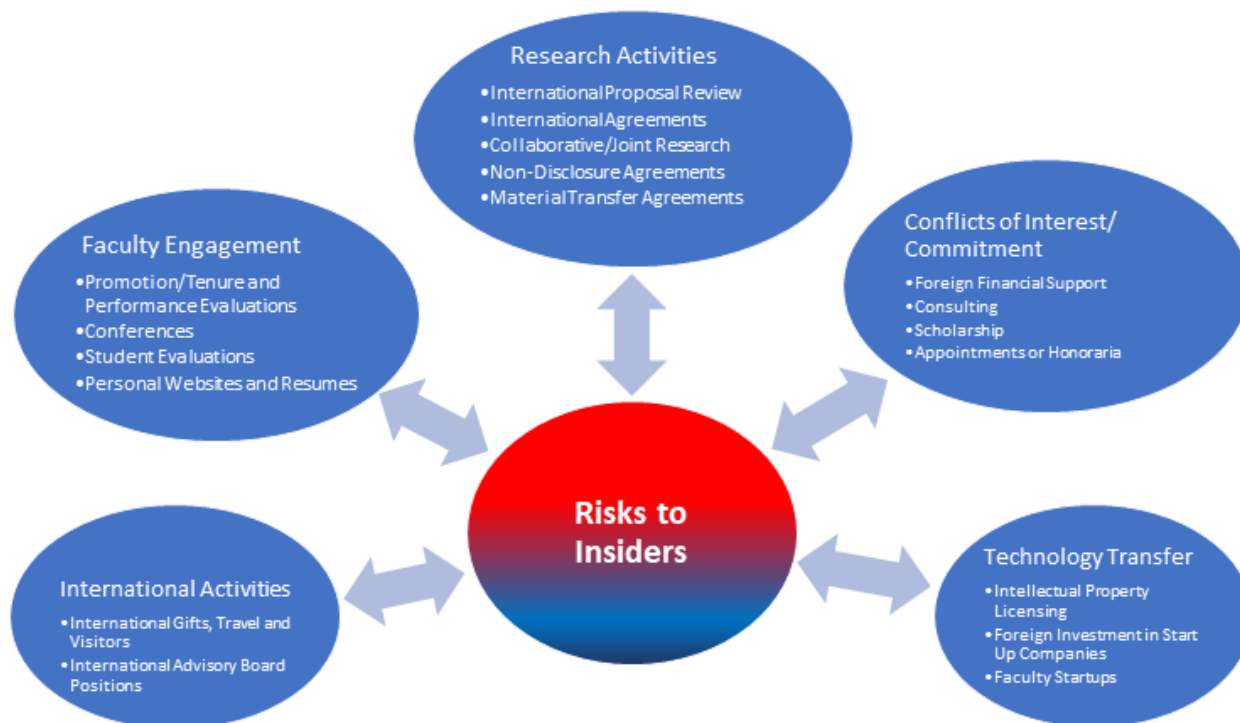 Research Activities
•International Proposal Review
•International Agreements
•Collaborative/Joint Research
•Non-Disclosure Agreements
•Material Transfer Agreements
Faculty Engagement
•Promotion/Tenure and
Performance Evaluations
•Conferences
•Student Evaluations
•Personal Websites and Resumes
Conflicts of Interest/
Commitment
•Foreign Financial Support
•Consulting
•Scholarship
•Appointments or Honoraria
Risks to
Insiders
International Activities
•International Gifts, Travel and
Visitors
•International Advisory Board
Positions
Technology Transfer
•Intellectual Property
Licensing
•Foreign Investment in Start
Up Companies
•Faculty Startups